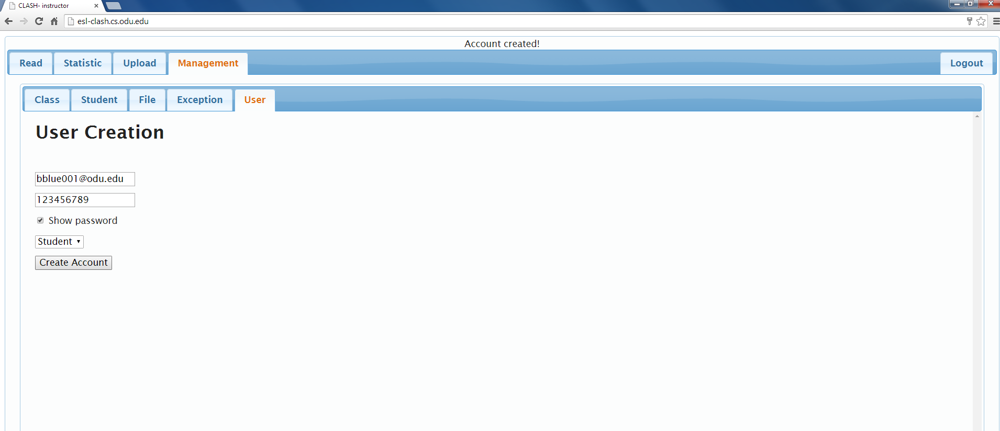 CLASH- instructor
esl-clash.cs.odu.edu
Account created!
Read Statistic Upload Management Logout
Class Student File Exception User
User Creation
bblue001@odu.edu
123456789
Show password
Student
Create Account